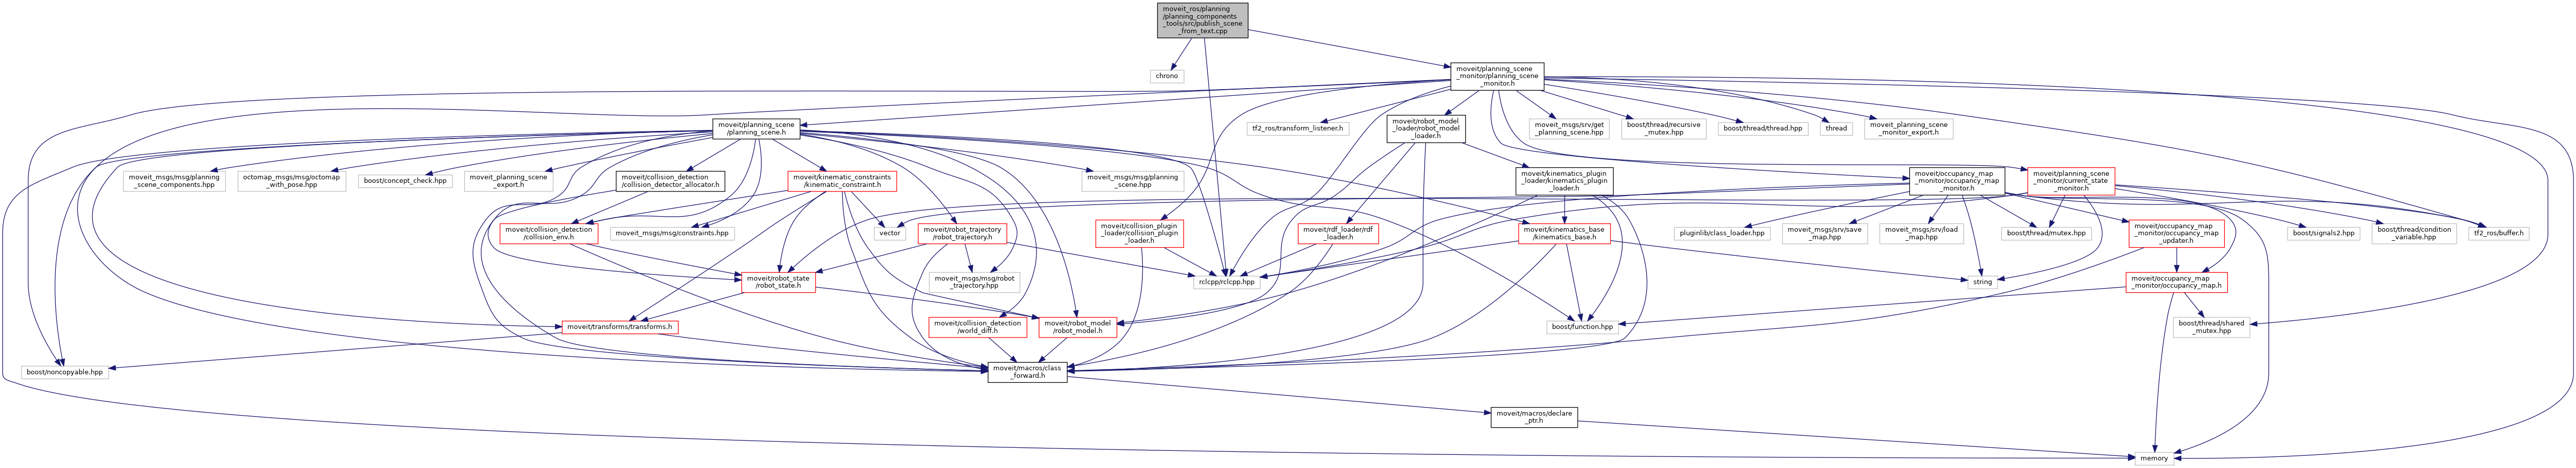 moveit_ros/planning
/planning_components
_tools/src/publish_scene
_from_text.cpp
chrono
moveit/planning_scene
_monitor/planning_scene
_monitor.h
moveit/planning_scene
/planning_scene.h
tf2_ros/transform_listener.h
moveit/robot_model
_loader/robot_model
_loader.h
moveit_msgs/srv/get
_planning_scene.hpp
boost/thread/recursive
_mutex.hpp
boost/thread/thread.hpp
thread
moveit_planning_scene
_monitor_export.h
moveit_msgs/msg/planning
_scene_components.hpp
octomap_msgs/msg/octomap
_with_pose.hpp
boost/concept_check.hpp
moveit_planning_scene
_export.h
moveit/collision_detection
/collision_detector_allocator.h
moveit/kinematic_constraints
/kinematic_constraint.h
moveit_msgs/msg/planning
_scene.hpp
moveit/kinematics_plugin
_loader/kinematics_plugin
_loader.h
moveit/occupancy_map
_monitor/occupancy_map
_monitor.h
moveit/planning_scene
_monitor/current_state
_monitor.h
moveit/collision_detection
/collision_env.h
moveit_msgs/msg/constraints.hpp
vector
moveit/robot_trajectory
/robot_trajectory.h
moveit/collision_plugin
_loader/collision_plugin
_loader.h
moveit/rdf_loader/rdf
_loader.h
moveit/kinematics_base
/kinematics_base.h
pluginlib/class_loader.hpp
moveit_msgs/srv/save
_map.hpp
moveit_msgs/srv/load
_map.hpp
boost/thread/mutex.hpp
moveit/occupancy_map
_monitor/occupancy_map
_updater.h
boost/signals2.hpp
boost/thread/condition
_variable.hpp
tf2_ros/buffer.h
moveit/robot_state
/robot_state.h
moveit_msgs/msg/robot
_trajectory.hpp
rclcpp/rclcpp.hpp
string
moveit/occupancy_map
_monitor/occupancy_map.h
moveit/transforms/transforms.h
moveit/collision_detection
/world_diff.h
moveit/robot_model
/robot_model.h
boost/function.hpp
boost/thread/shared
_mutex.hpp
boost/noncopyable.hpp
moveit/macros/class
_forward.h
moveit/macros/declare
_ptr.h
memory